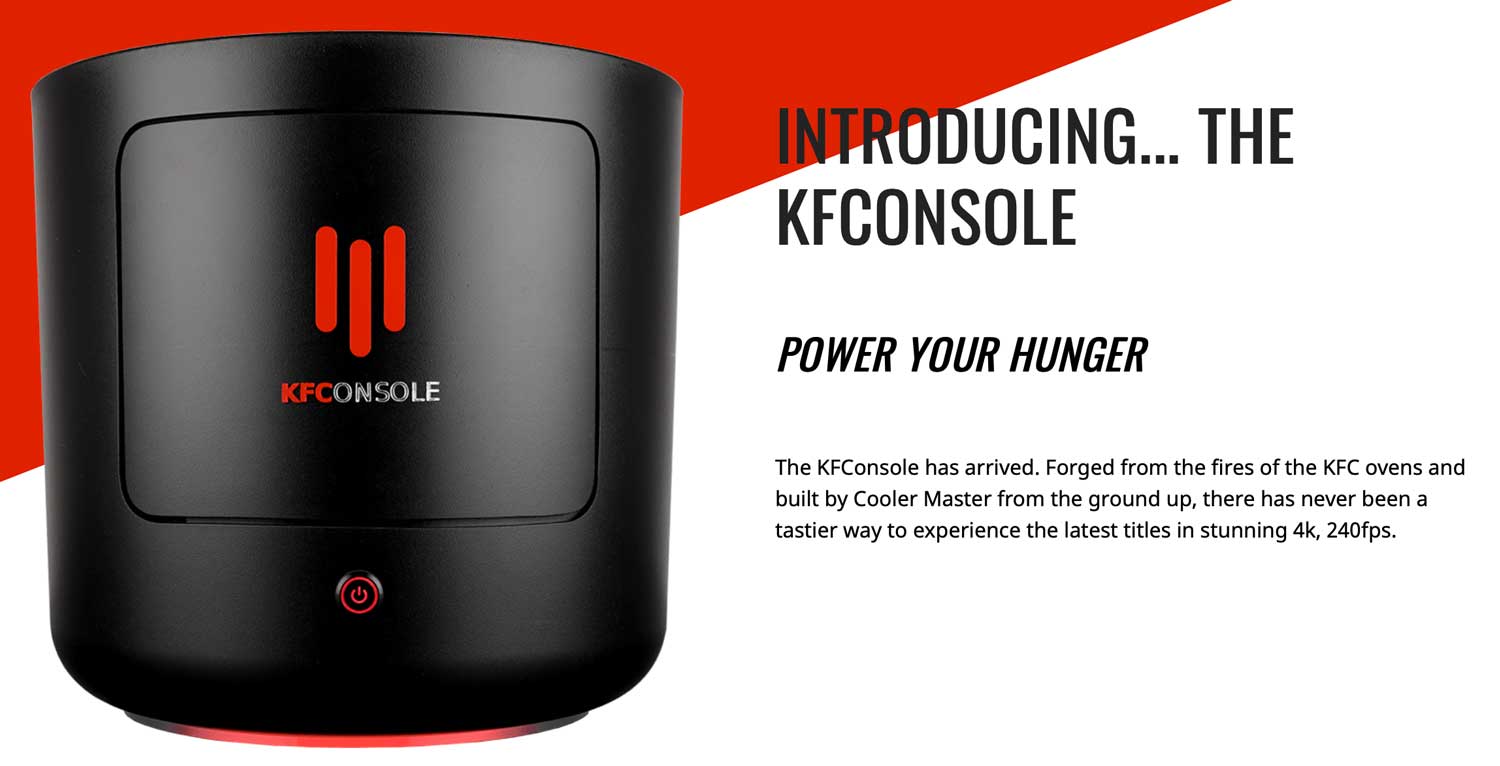 KFCONSOLE
INTRODUCING... THE
KFCONSOLE
POWER YOUR HUNGER
The KFConsole has arrived. Forged from the fires of the KFC ovens and
built by Cooler Master from the ground up, there has never been a
tastier way to experience the latest titles in stunning 4k, 240fps.